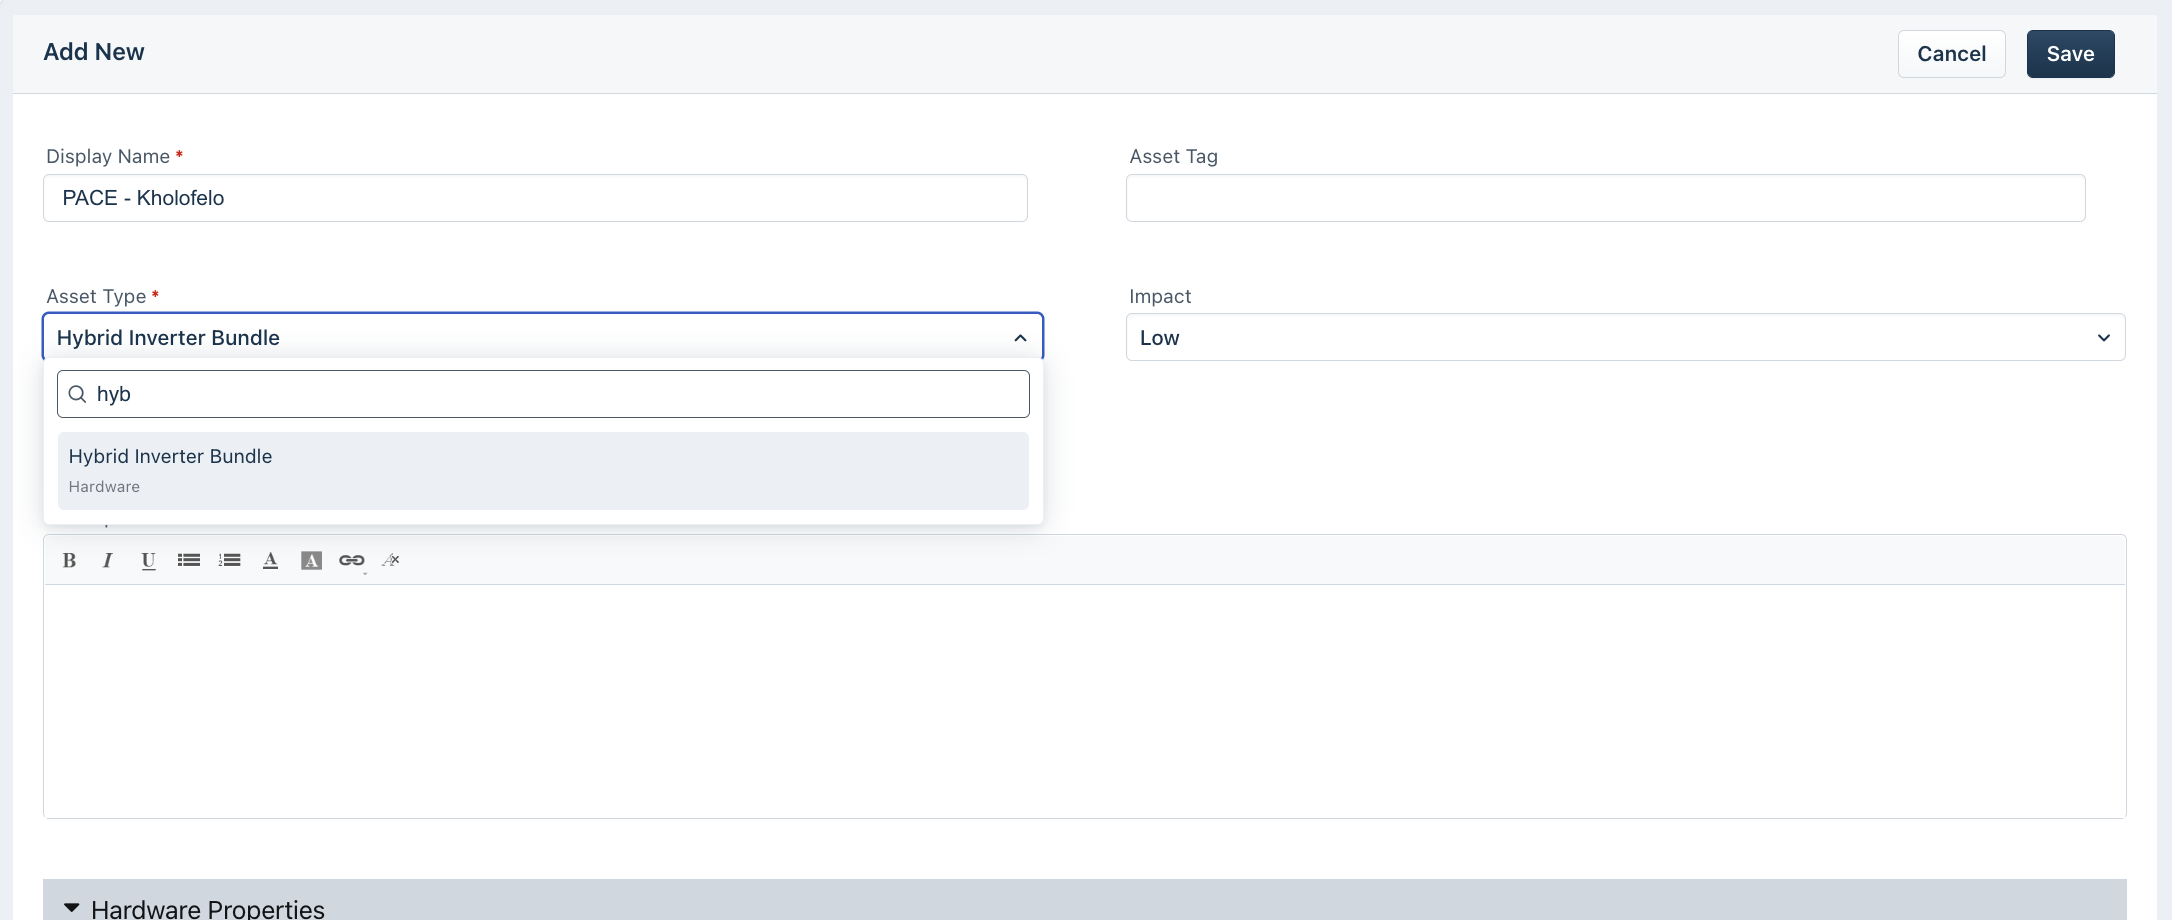 Add New
Cancel
Save
Display Name *
Asset Tag
PACE - Kholofelo
Asset Type *
Impact
Hybrid Inverter Bundle
Low
hyb
Hybrid Inverter Bundle
Hardware
B I U A A
Hardware Properties